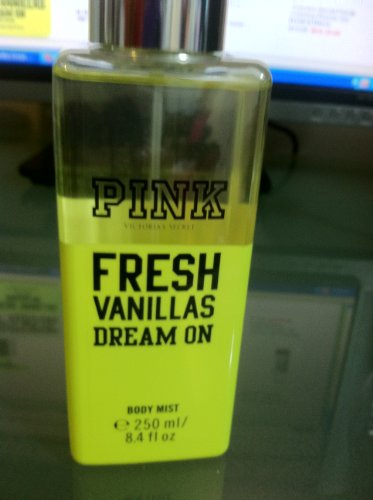 PINK
VICTORIA'S SECRET
FRESH
VANILLAS
DREAM ON
BODY MIST
℮ 250 ml/
8.4 fl oz